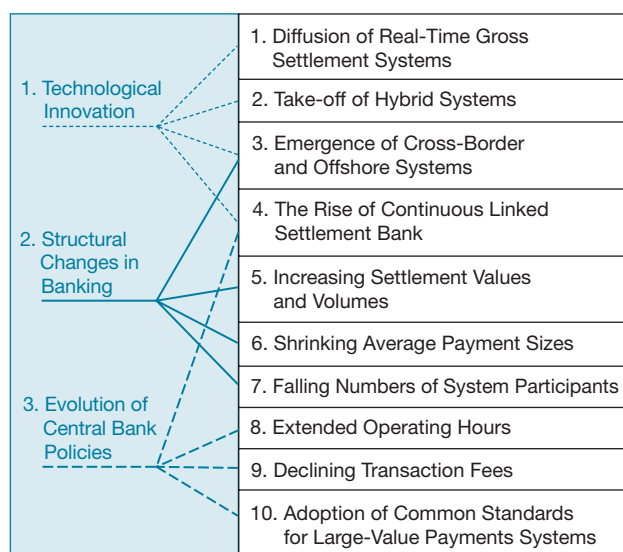 1. Technological
Innovation
2. Structural
Changes in
Banking
3. Evolution of
Central Bank
Policies
1. Diffusion of Real-Time Gross
Settlement Systems
2. Take-off of Hybrid Systems
3. Emergence of Cross-Border
and Offshore Systems
4. The Rise of Continuous Linked
Settlement Bank
5. Increasing Settlement Values
and Volumes
6. Shrinking Average Payment Sizes
7. Falling Numbers of System Participants
8. Extended Operating Hours
9. Declining Transaction Fees
10. Adoption of Common Standards
for Large-Value Payments Systems